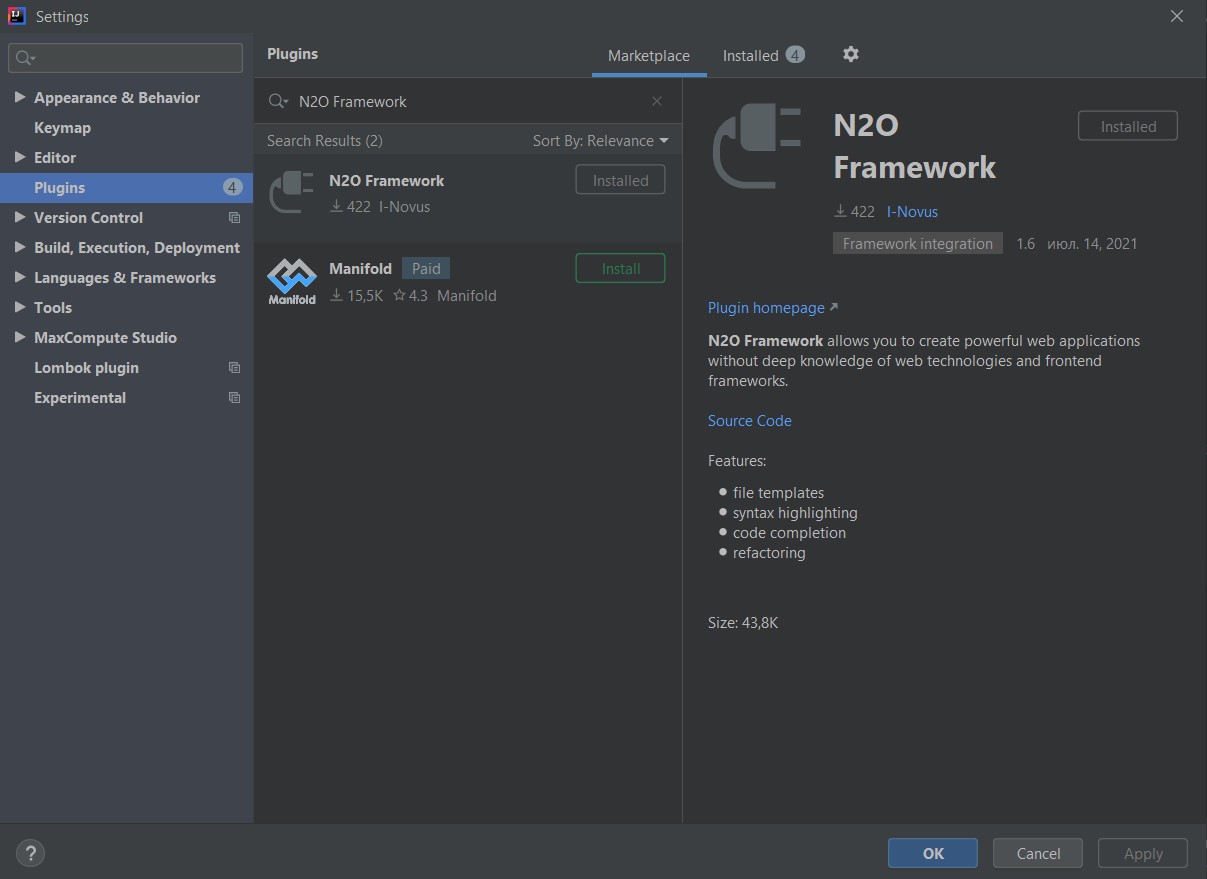 IJ
Settings
Appearance & Behavior
Keymap
Editor
Plugins
4
Version Control
Build, Execution, Deployment
Languages & Frameworks
Tools
MaxCompute Studio
Lombok plugin
Experimental
Plugins
Marketplace
Installed 4
N2O Framework
Search Results (2)
Sort By: Relevance
N2O Framework
422 I-Novus
Installed
Manifold
Manifold Paid
15,5K 4.3 Manifold
Install
N2O
Framework
Installed
422 I-Novus
Framework integration 1.6 июл. 14, 2021
Plugin homepage
N2O Framework allows you to create powerful web applications
without deep knowledge of web technologies and frontend
frameworks.
Source Code
Features:
file templates
syntax highlighting
code completion
refactoring
Size: 43,8K
?
OK
Cancel
Apply